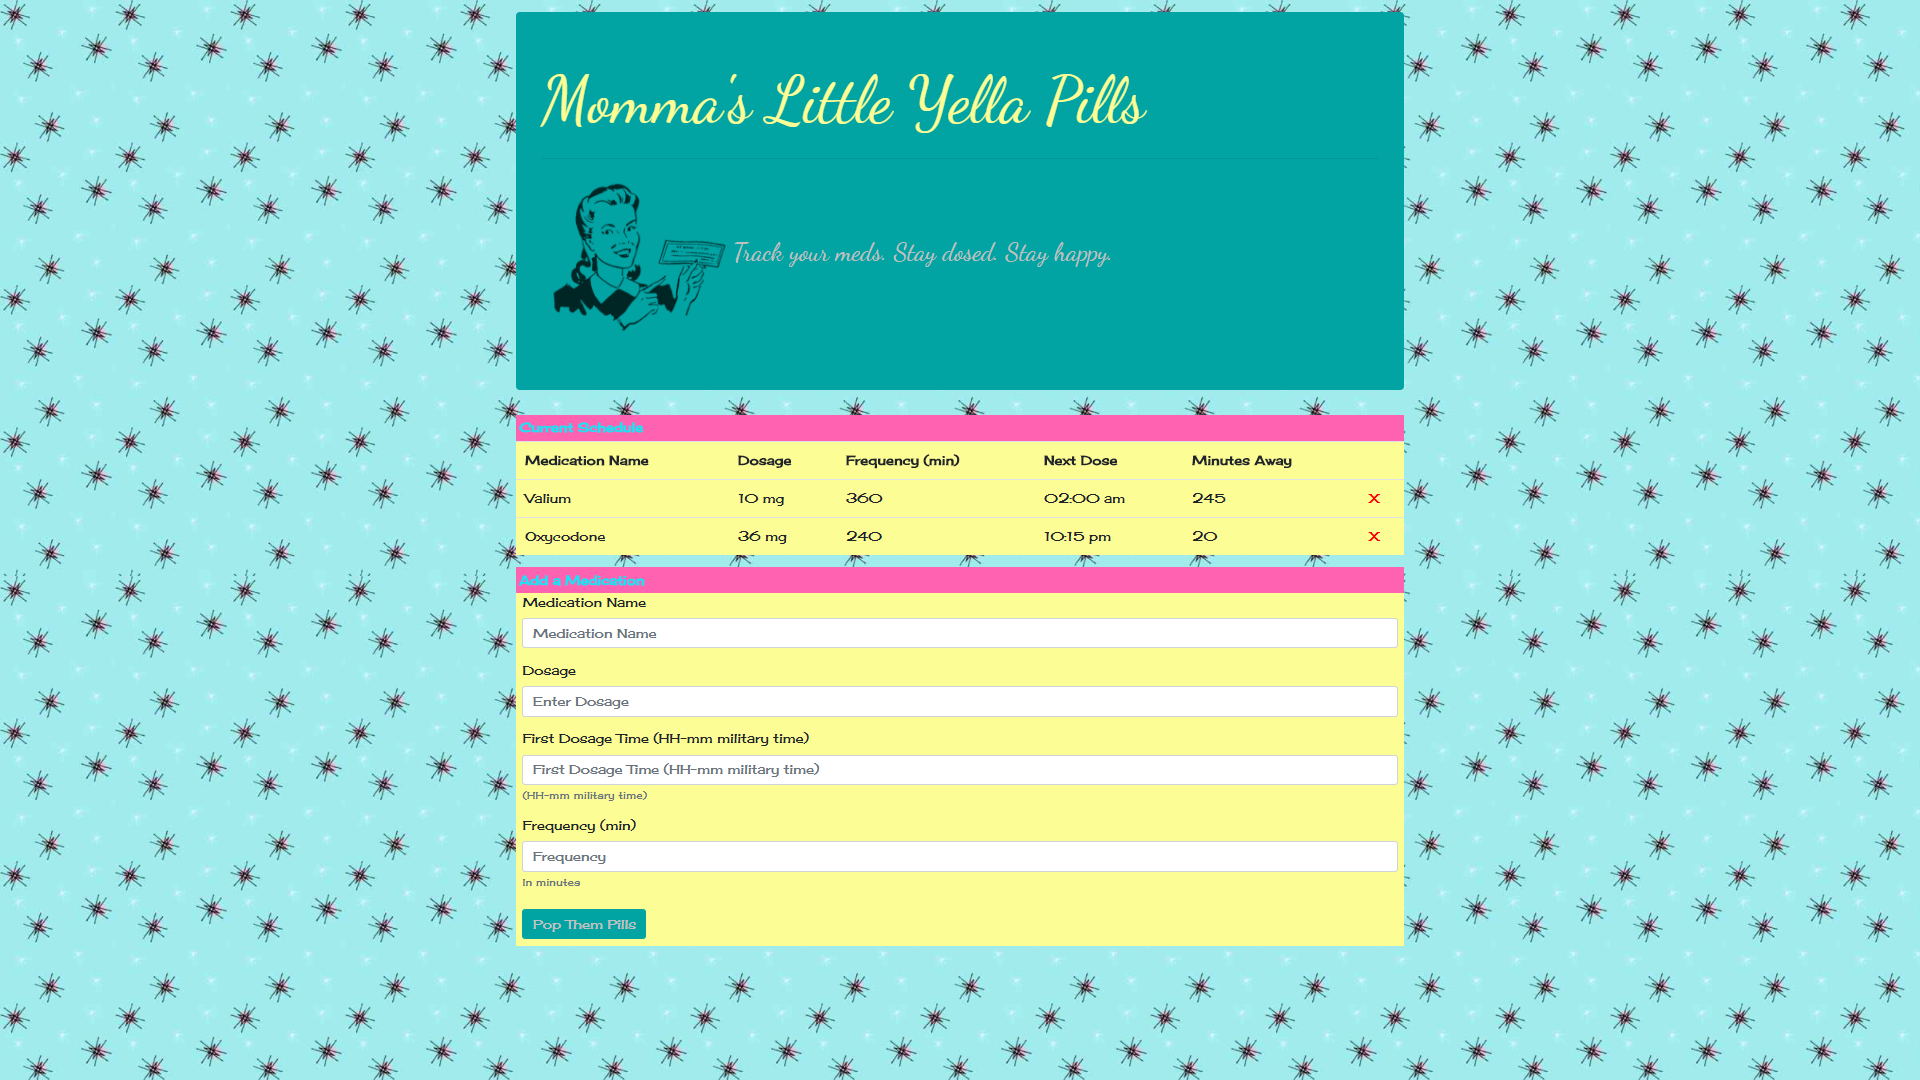 Momma's Little Yella Pills
Track your meds. Stay dosed. Stay happy.
Current Schedule
Medication Name Dosage Frequency (min) Next Dose Minutes Away
Valium 10 mg 360 02:00 am 245 X
Oxycodone 36 mg 240 10:15 pm 20 X
Add a Medication
Medication Name
Medication Name
Dosage
Enter Dosage
First Dosage Time (HH-mm military time)
First Dosage Time (HH-mm military time)
(HH-mm military time)
Frequency (min)
Frequency
In minutes
Pop Them Pills